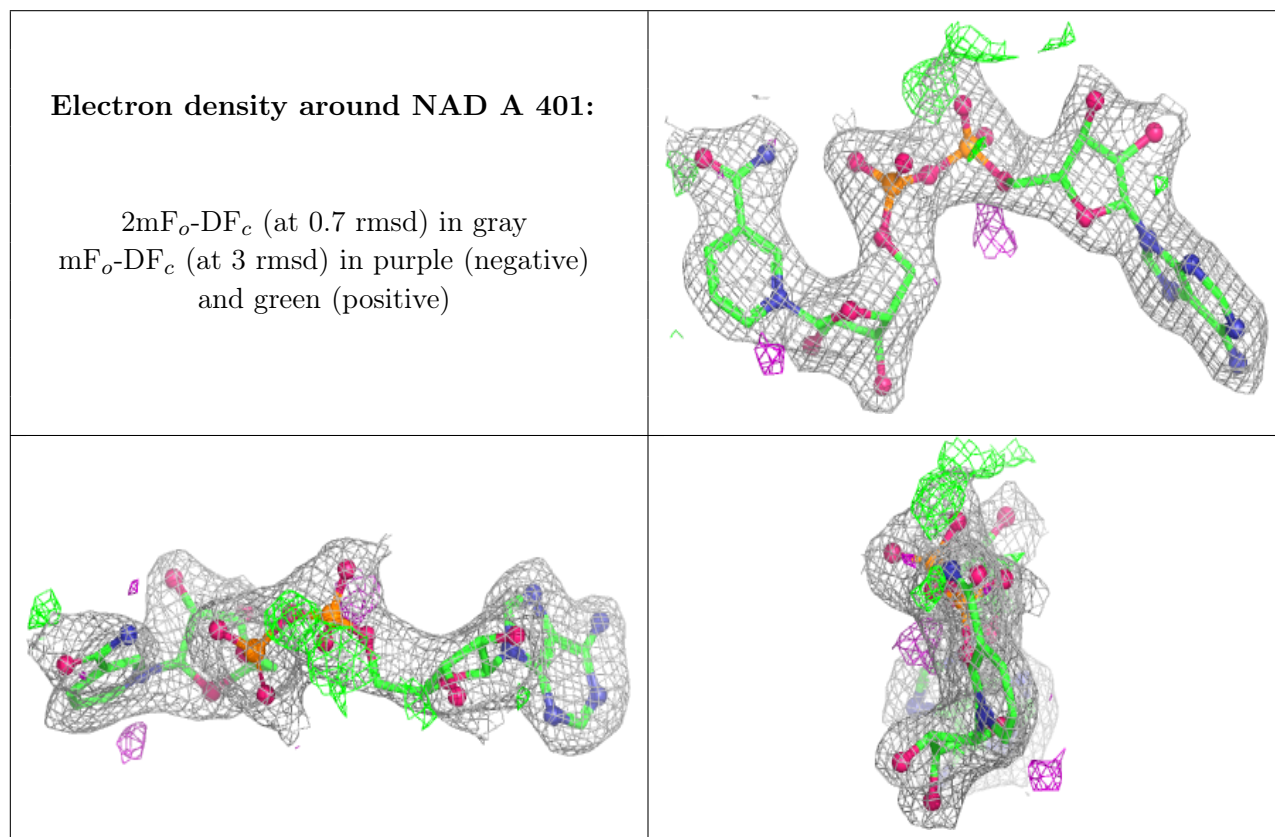 Electron density around NAD A 401:
2mFo-DFc (at 0.7 rmsd) in gray
mFo-DFc (at 3 rmsd) in purple (negative)
and green (positive)